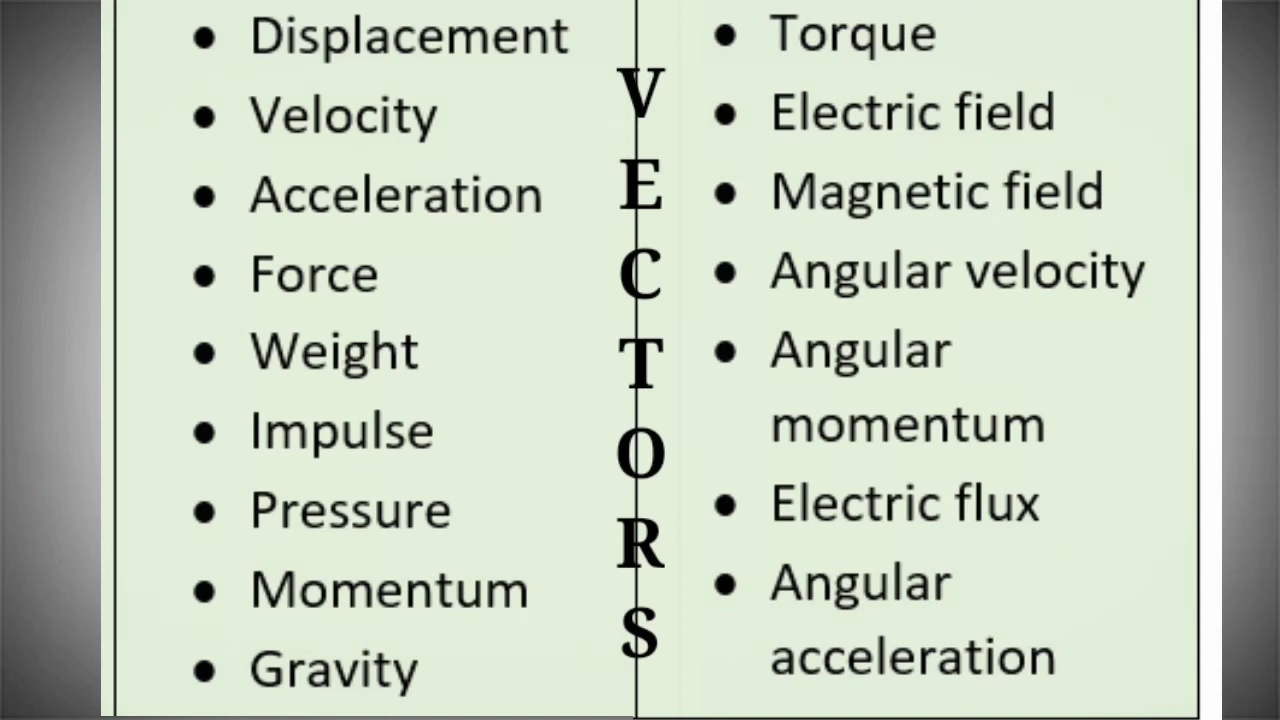 • Displacement
• Velocity
• Acceleration
• Force
• Weight
• Impulse
• Pressure
• Momentum
• Gravity
VECTORS
• Torque
• Electric field
• Magnetic field
• Angular velocity
• Angular
momentum
• Electric flux
• Angular
acceleration